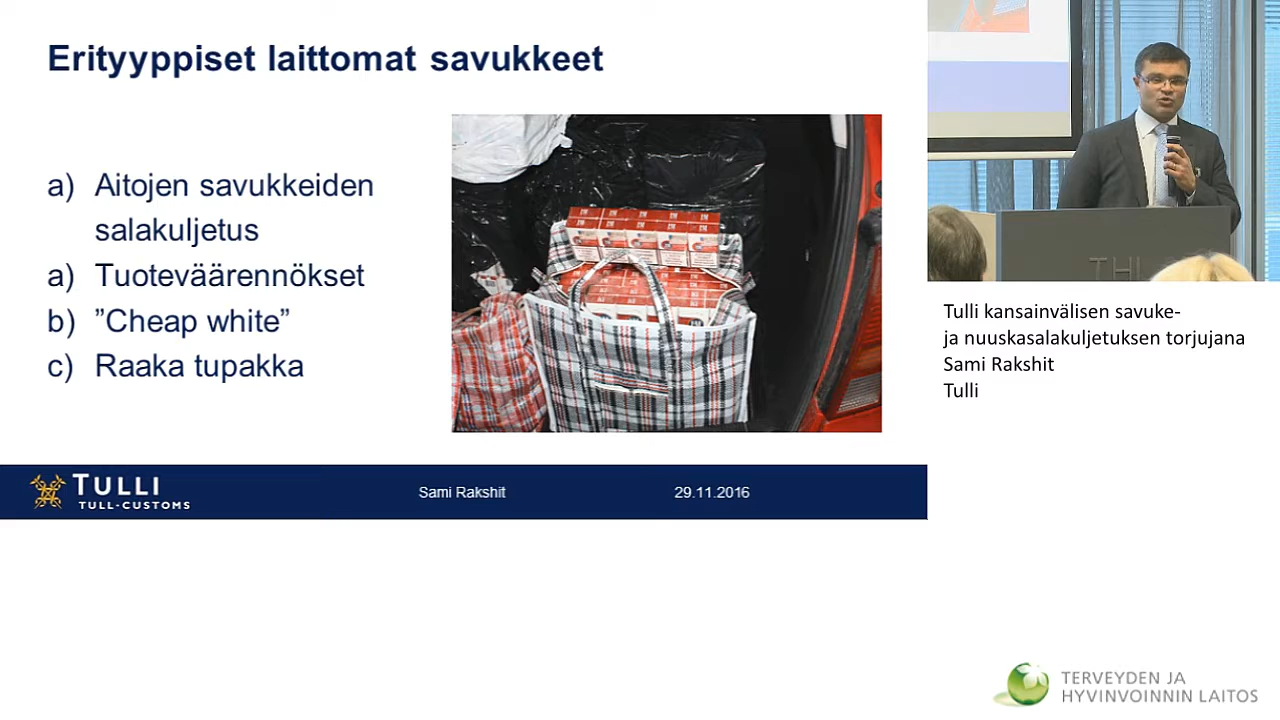 Erityyppiset laittomat savukkeet
a) Aitojen savukkeiden
salakuljetus
a) Tuoteväärennökset
b) ”Cheap white”
c) Raaka tupakka
TULLI
TULL-CUSTOMS
Sami Rakshit
29.11.2016
THL
Tulli kansainvälisen savuke-
ja nuuskasalakuljetuksen torjujana
Sami Rakshit
Tulli
TERVEYDEN JA
HYVINVOINNIN LAITOS